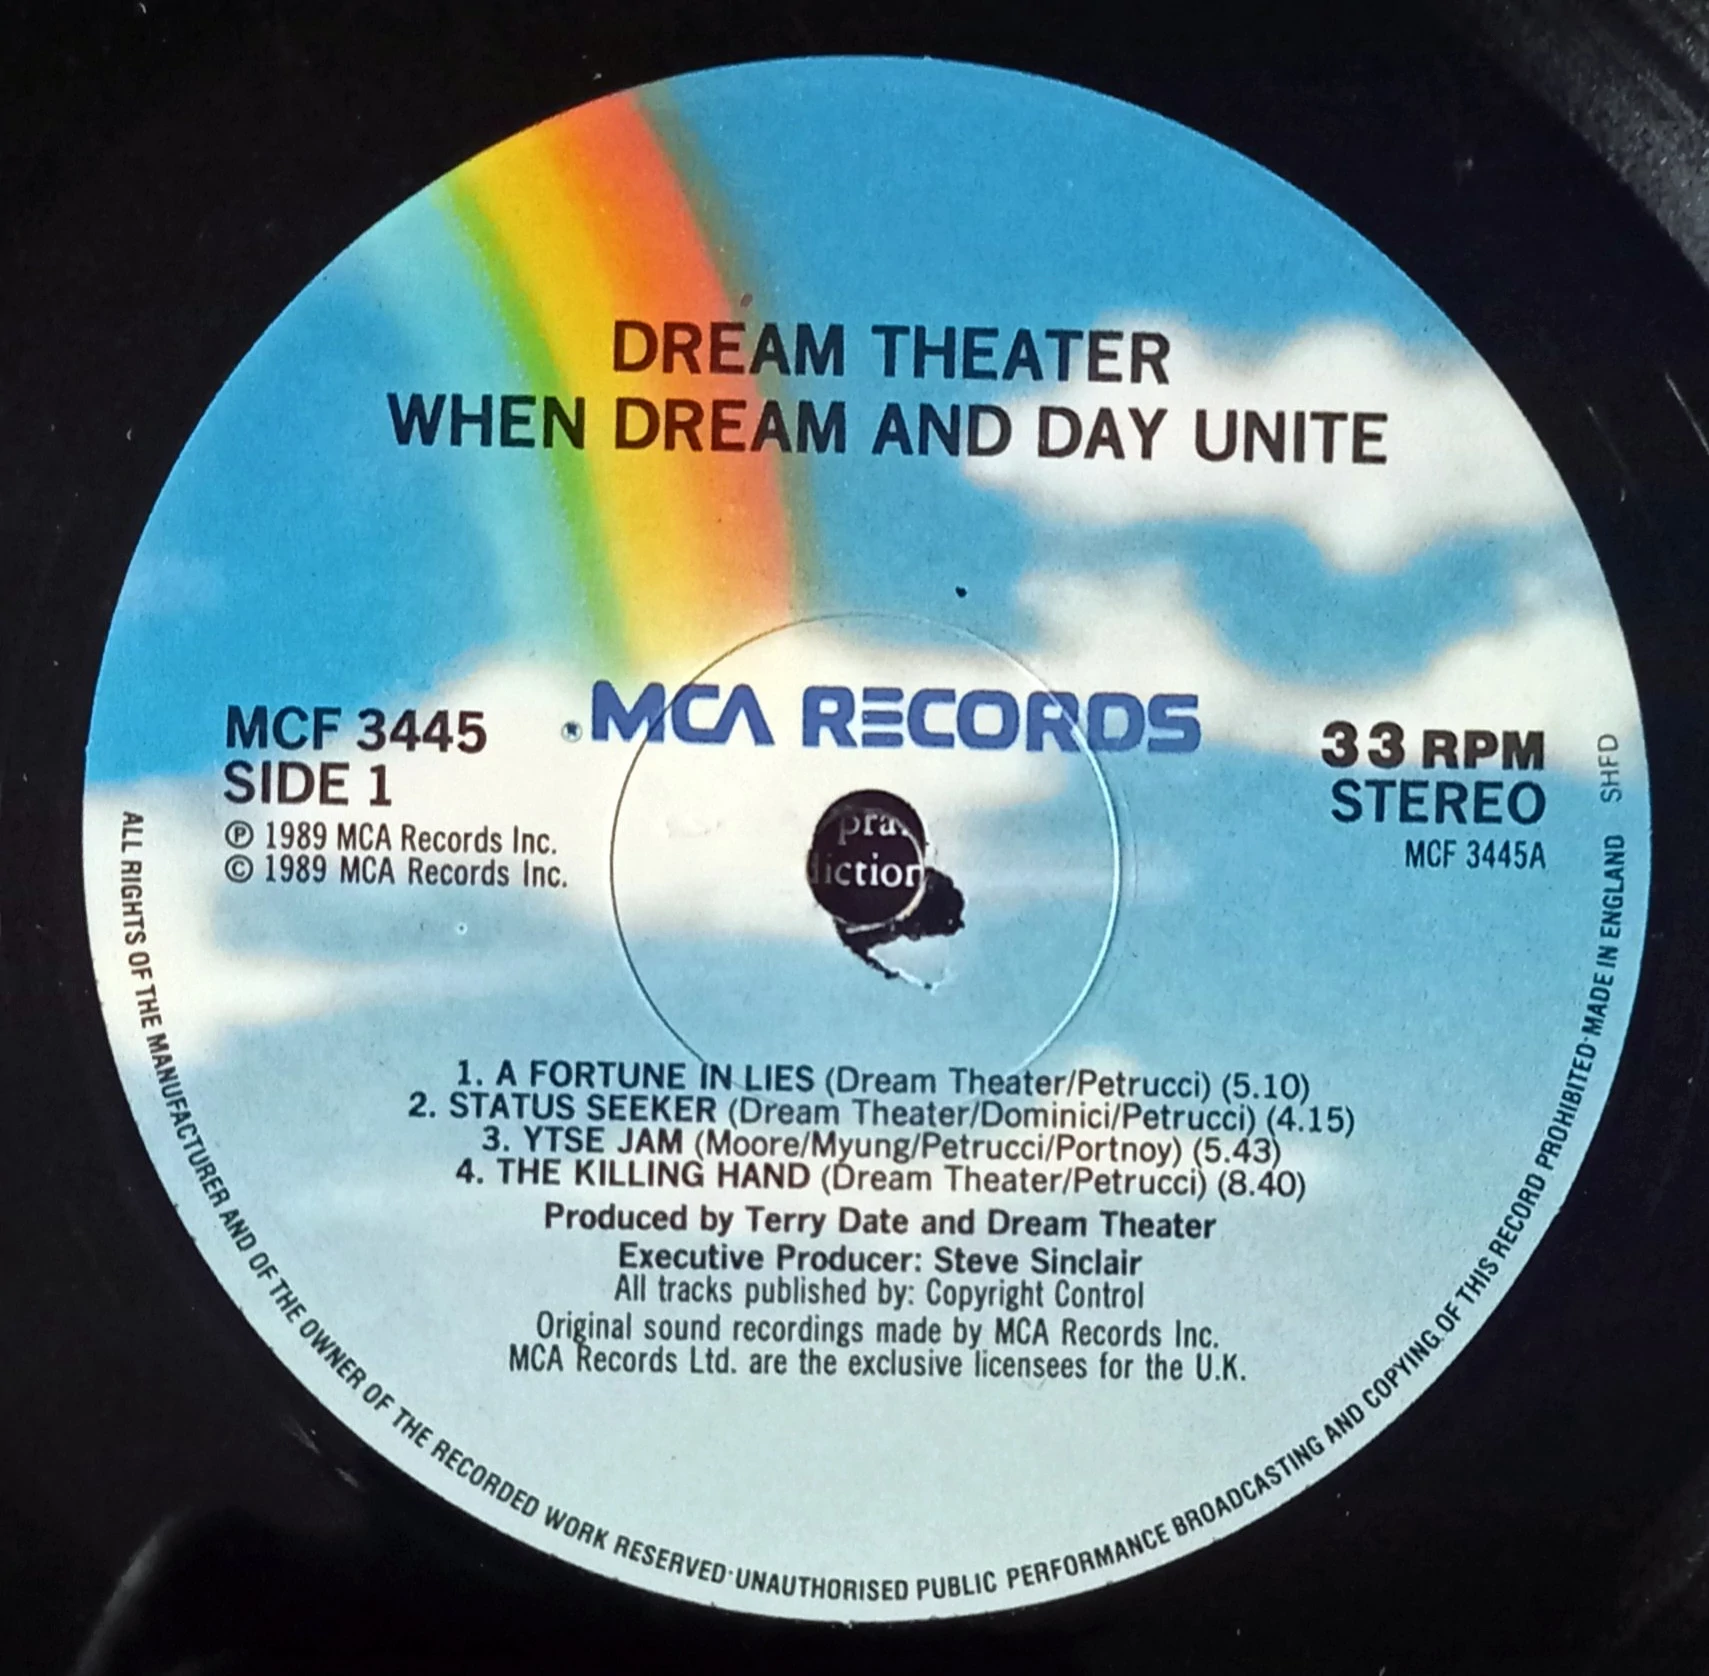 DREAM THEATER
WHEN DREAM AND DAY UNITE
® MCA RECORDS
MCF 3445
SIDE 1
℗ 1989 MCA Records Inc.
© 1989 MCA Records Inc.
33 RPM
STEREO
MCF 3445A
SHFD
1. A FORTUNE IN LIES (Dream Theater/Petrucci) (5.10)
2. STATUS SEEKER (Dream Theater/Dominici/Petrucci) (4.15)
3. YTSE JAM (Moore/Myung/Petrucci/Portnoy) (5.43)
4. THE KILLING HAND (Dream Theater/Petrucci) (8.40)
Produced by Terry Date and Dream Theater
Executive Producer: Steve Sinclair
All tracks published by: Copyright Control
Original sound recordings made by MCA Records Inc.
MCA Records Ltd. are the exclusive licensees for the U.K.
ALL RIGHTS OF THE MANUFACTURER AND OF THE OWNER OF THE RECORDED WORK RESERVED·UNAUTHORISED PUBLIC PERFORMANCE BROADCASTING AND COPYING OF THIS RECORD PROHIBITED·MADE IN ENGLAND